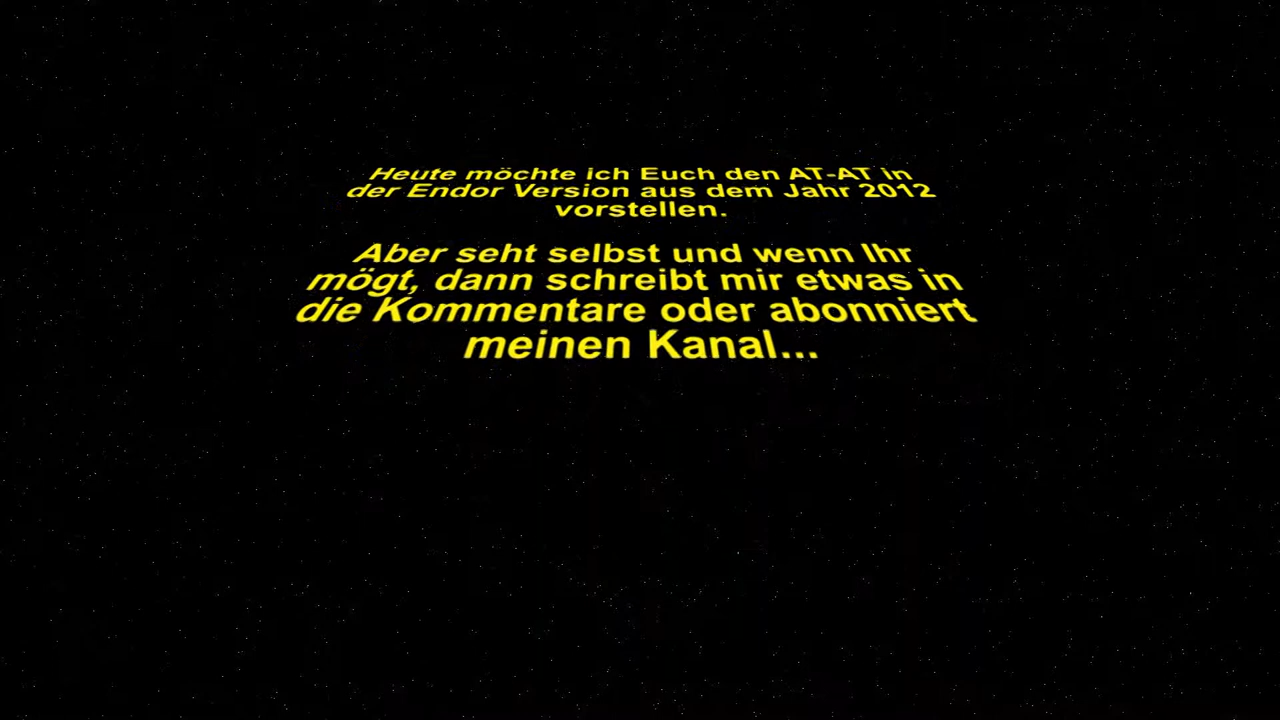 Heute möchte ich Euch den AT-AT in
der Endor Version aus dem Jahr 2012
vorstellen.
Aber seht selbst und wenn Ihr
mögt, dann schreibt mir etwas in
die Kommentare oder abonniert
meinen Kanal...